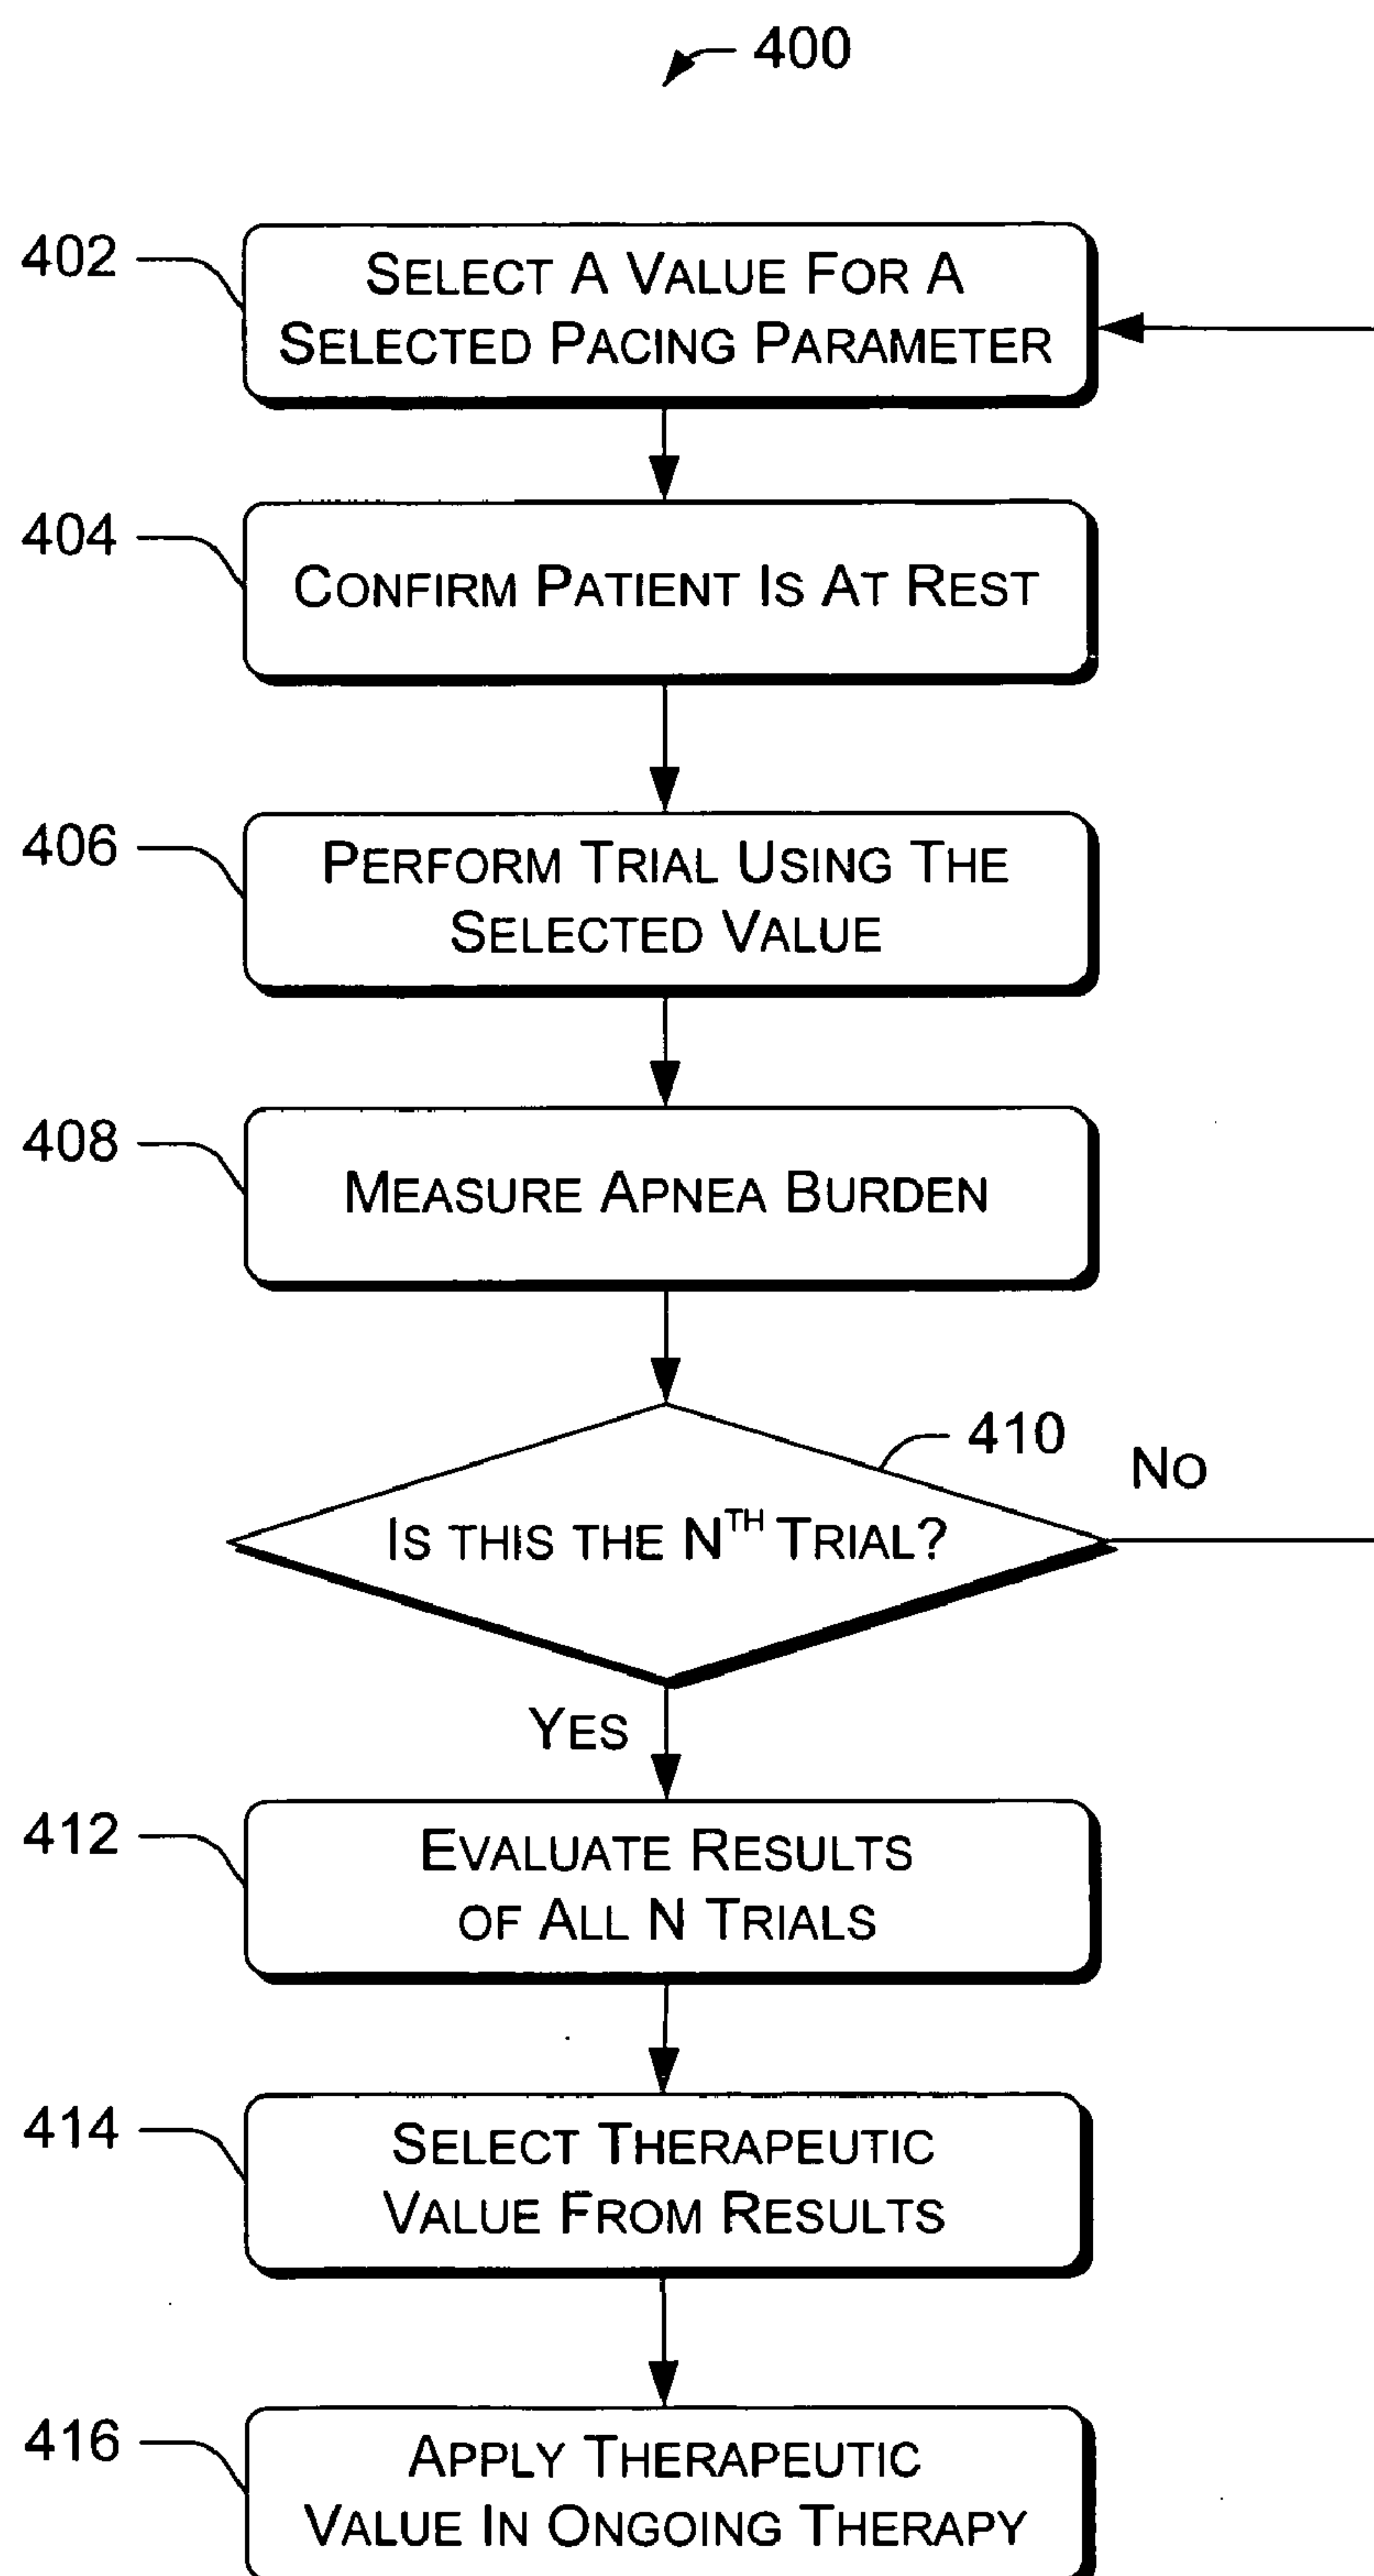 400
402
SELECT A VALUE FOR A
SELECTED PACING PARAMETER
404
CONFIRM PATIENT IS AT REST
406
PERFORM TRIAL USING THE
SELECTED VALUE
408
MEASURE APNEA BURDEN
410
NO
IS THIS THE NTH TRIAL?
YES
412
EVALUATE RESULTS
OF ALL N TRIALS
414
SELECT THERAPEUTIC
VALUE FROM RESULTS
416
APPLY THERAPEUTIC
VALUE IN ONGOING THERAPY